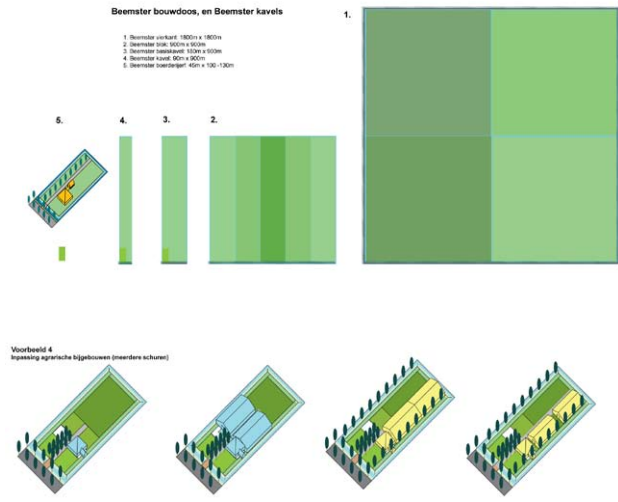 Beemster bouwdoos, en Beemster kavels
1. Beemster vierkant: 1800m x 1800m
2. Beemster blok: 900m x 900m
3. Beemster basiskavel: 180m x 900m
4. Beemster kavel: 90m x 900m
5. Beemster boerderijerf: 45m x 100 -130m
1.
5.
4.
3.
2.
Voorbeeld 4
Inpassing agrarische bijgebouwen (meerdere schuren)